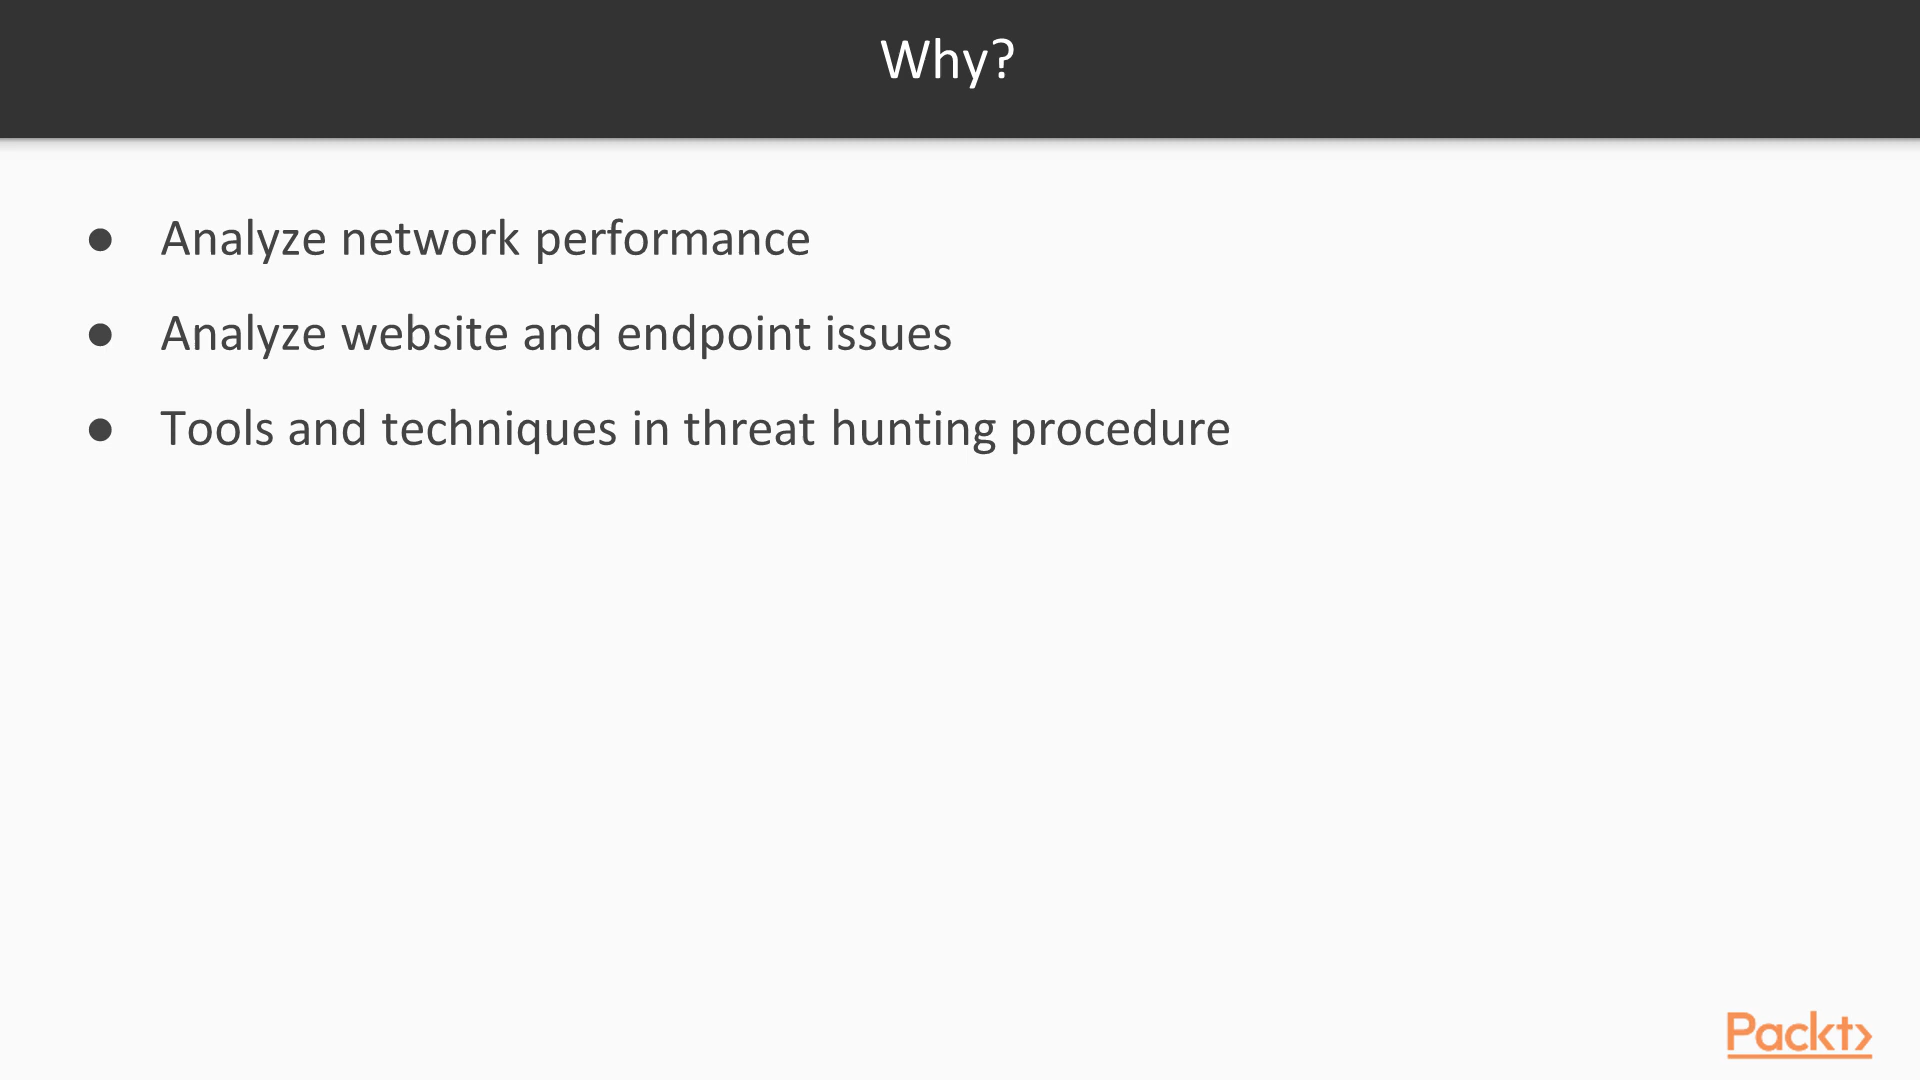 Why?
● Analyze network performance
● Analyze website and endpoint issues
● Tools and techniques in threat hunting procedure
Packt>